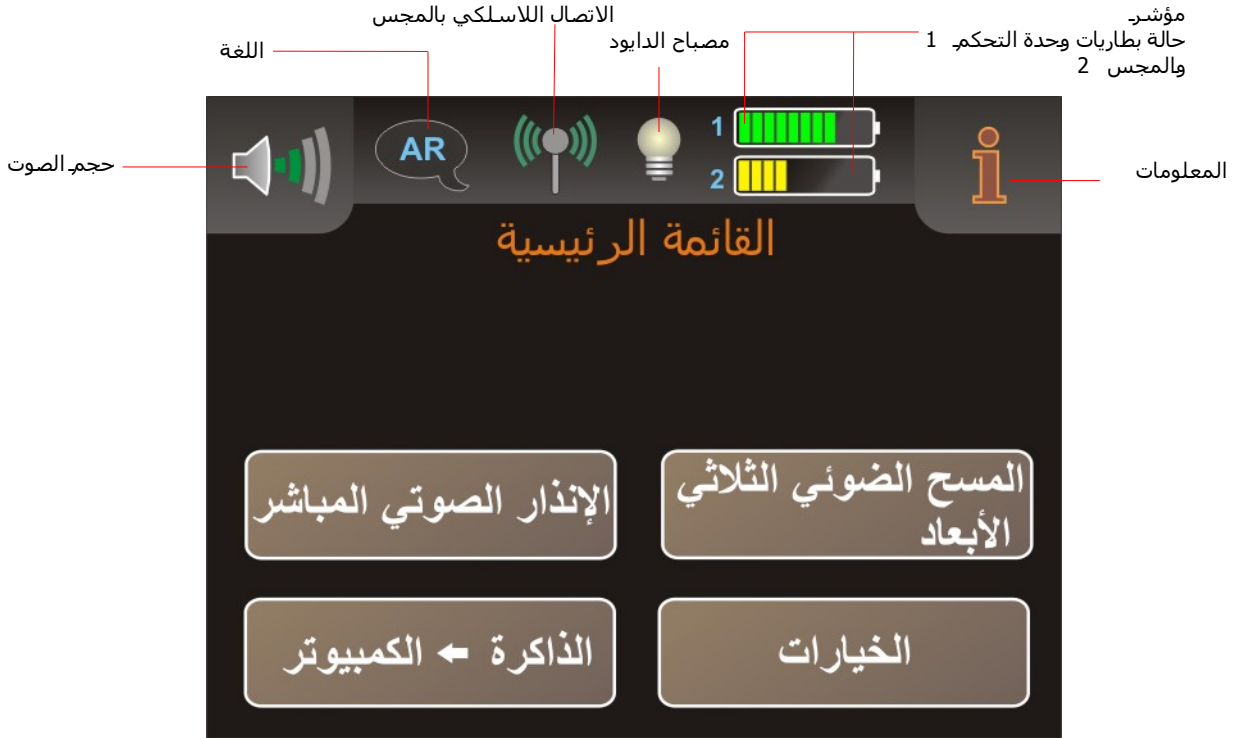 مؤشر
حالة بطاريات وحدة التحكم 1
والمجس 2
الاتصال اللاسلكي بالمجس
مصباح الدايود
اللغة
المعلومات
حجم الصوت
AR
1
2
القائمة الرئيسية
المسح الضوئي الثلاثي
الأبعاد
الإنذار الصوتي المباشر
الخيارات
الذاكرة ← الكمبيوتر